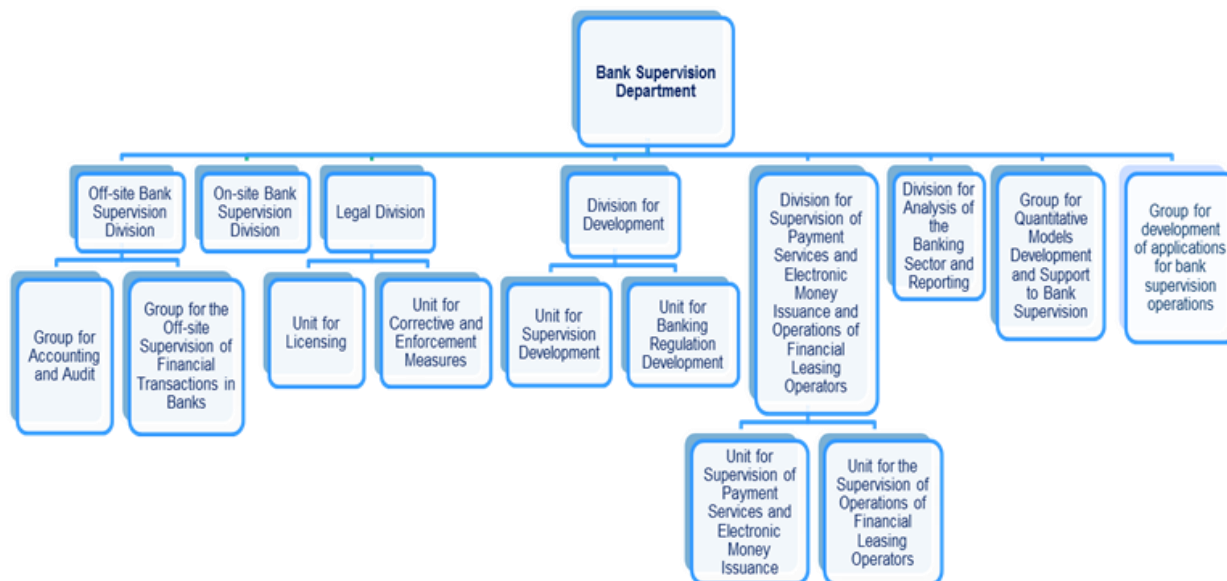 Bank Supervision
Department
Off-site Bank
Supervision
Division
On-site Bank
Supervision
Division
Legal Division
Division for
Development
Division for
Supervision of
Payment
Services and
Electronic
Money
Issuance and
Operations of
Financial
Leasing
Operators
Division for
Analysis of
the
Banking
Sector and
Reporting
Group for
Quantitative
Models
Development
and Support
to Bank
Supervision
Group for
development
of applications
for bank
supervision
operations
Group for
Accounting
and Audit
Group for the
Off-site
Supervision of
Financial
Transactions in
Banks
Unit for
Licensing
Unit for
Corrective and
Enforcement
Measures
Unit for
Supervision
Development
Unit for
Banking
Regulation
Development
Unit for
Supervision of
Payment
Services and
Electronic
Money
Issuance
Unit for the
Supervision of
Operations of
Financial
Leasing
Operators